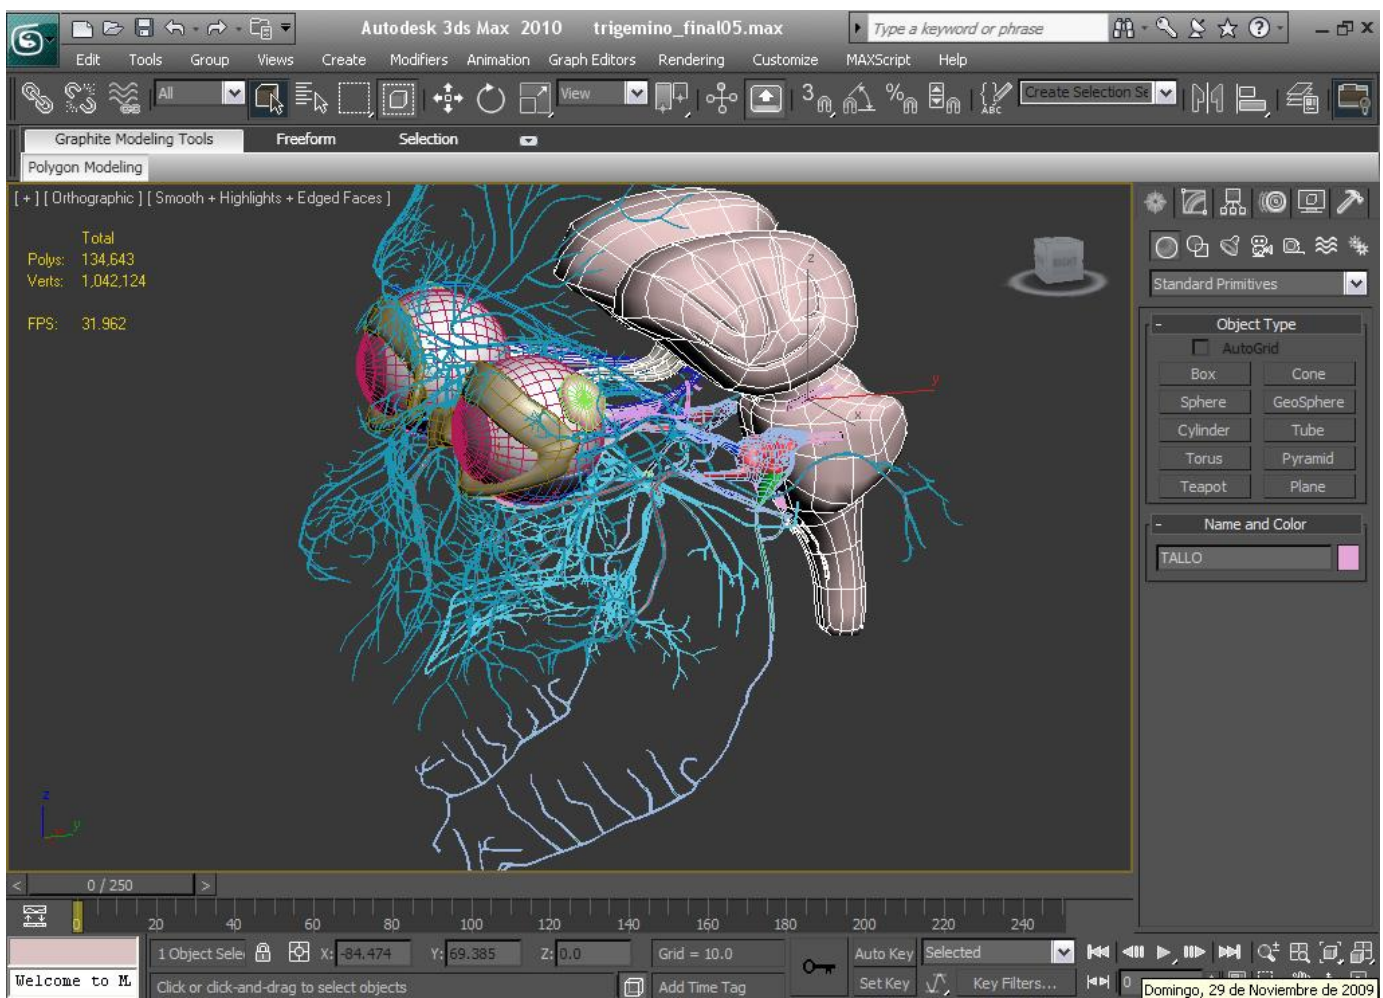 Autodesk 3ds Max 2010 trigemino_final05.max Type a keyword or phrase
Edit Tools Group Views Create Modifiers Animation Graph Editors Rendering Customize MAXScript Help
All View 3 ABC Create Selection Se
Graphite Modeling Tools Freeform Selection
Polygon Modeling
[ + ] [ Orthographic ] [ Smooth + Highlights + Edged Faces ]
Total
Polys: 134,643
Verts: 1,042,124
FPS: 31.962
z
y
x
RIGHT
z
y
Standard Primitives
- Object Type
AutoGrid
Box Cone
Sphere GeoSphere
Cylinder Tube
Torus Pyramid
Teapot Plane
- Name and Color
TALLO
< 0 / 250 >
0 20 40 60 80 100 120 140 160 180 200 220 240
1 Object Sele X: -84.474 Y: 69.385 Z: 0.0 Grid = 10.0 Auto Key Selected
Welcome to M Click or click-and-drag to select objects Add Time Tag Set Key Key Filters... 0
Domingo, 29 de Noviembre de 2009